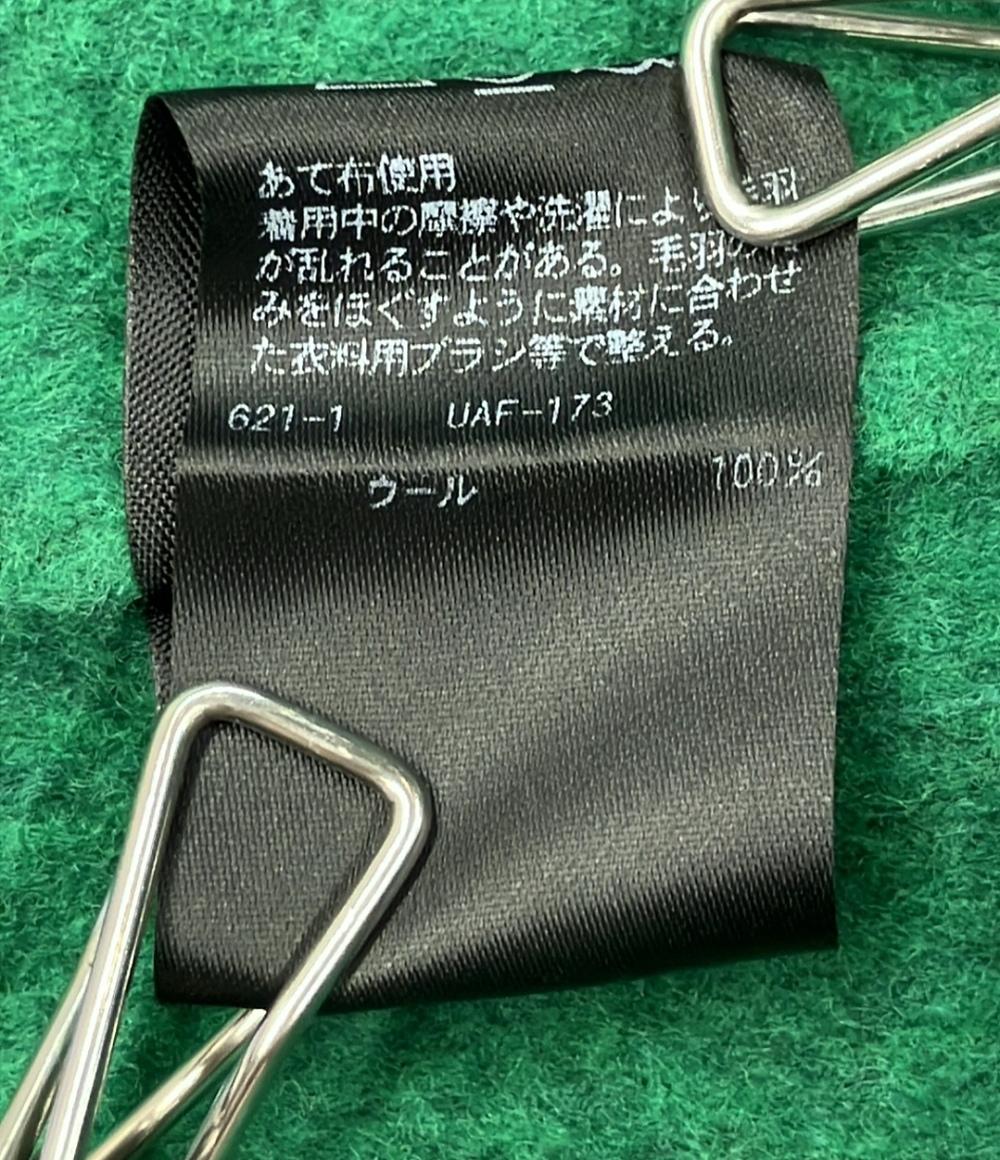 あて布使用
着用中の摩擦や洗濯により毛羽
が乱れることがある。毛羽の
みをほぐすように素材に合わせ
た衣料用ブラシ等で整える。
621-1 UAF-173
ウール 100%